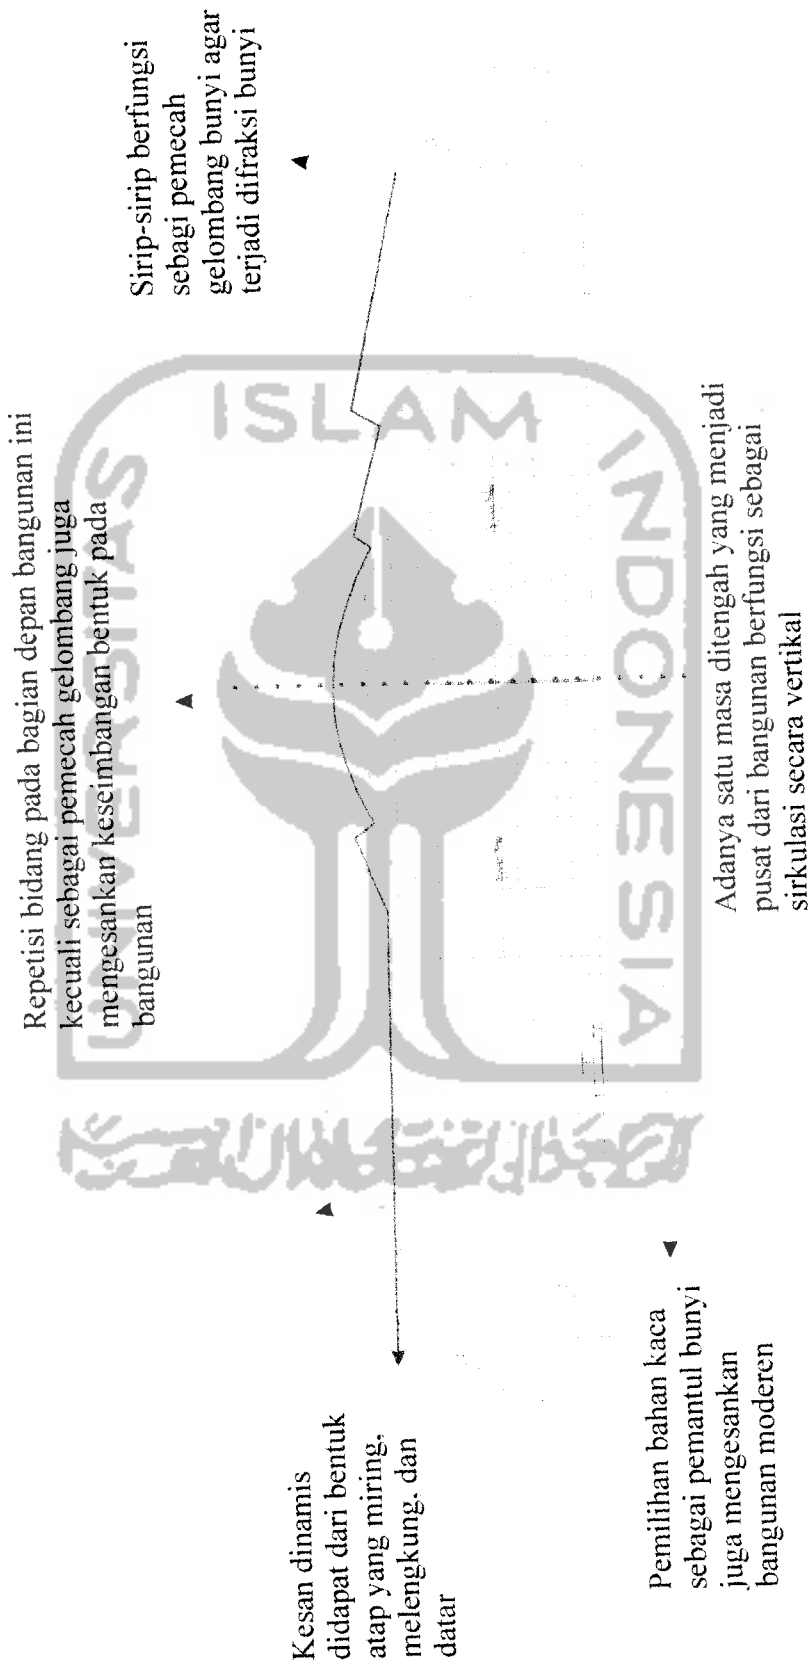 Repetisi bidang pada bagian depan bangunan ini
kecuali sebagai pemecah gelombang juga
mengesankan keseimbangan bentuk pada
bangunan
Sirip-sirip berfungsi
sebagi pemecah
gelombang bunyi agar
terjadi difraksi bunyi
Kesan dinamis
didapat dari bentuk
atap yang miring,
melengkung, dan
datar
Pemilihan bahan kaca
sebagai pemantul bunyi
juga mengesankan
bangunan moderen
Adanya satu masa ditengah yang menjadi
pusat dari bangunan berfungsi sebagai
sirkulasi secara vertikal
UNIVERSITAS
ISLAM
INDONESIA